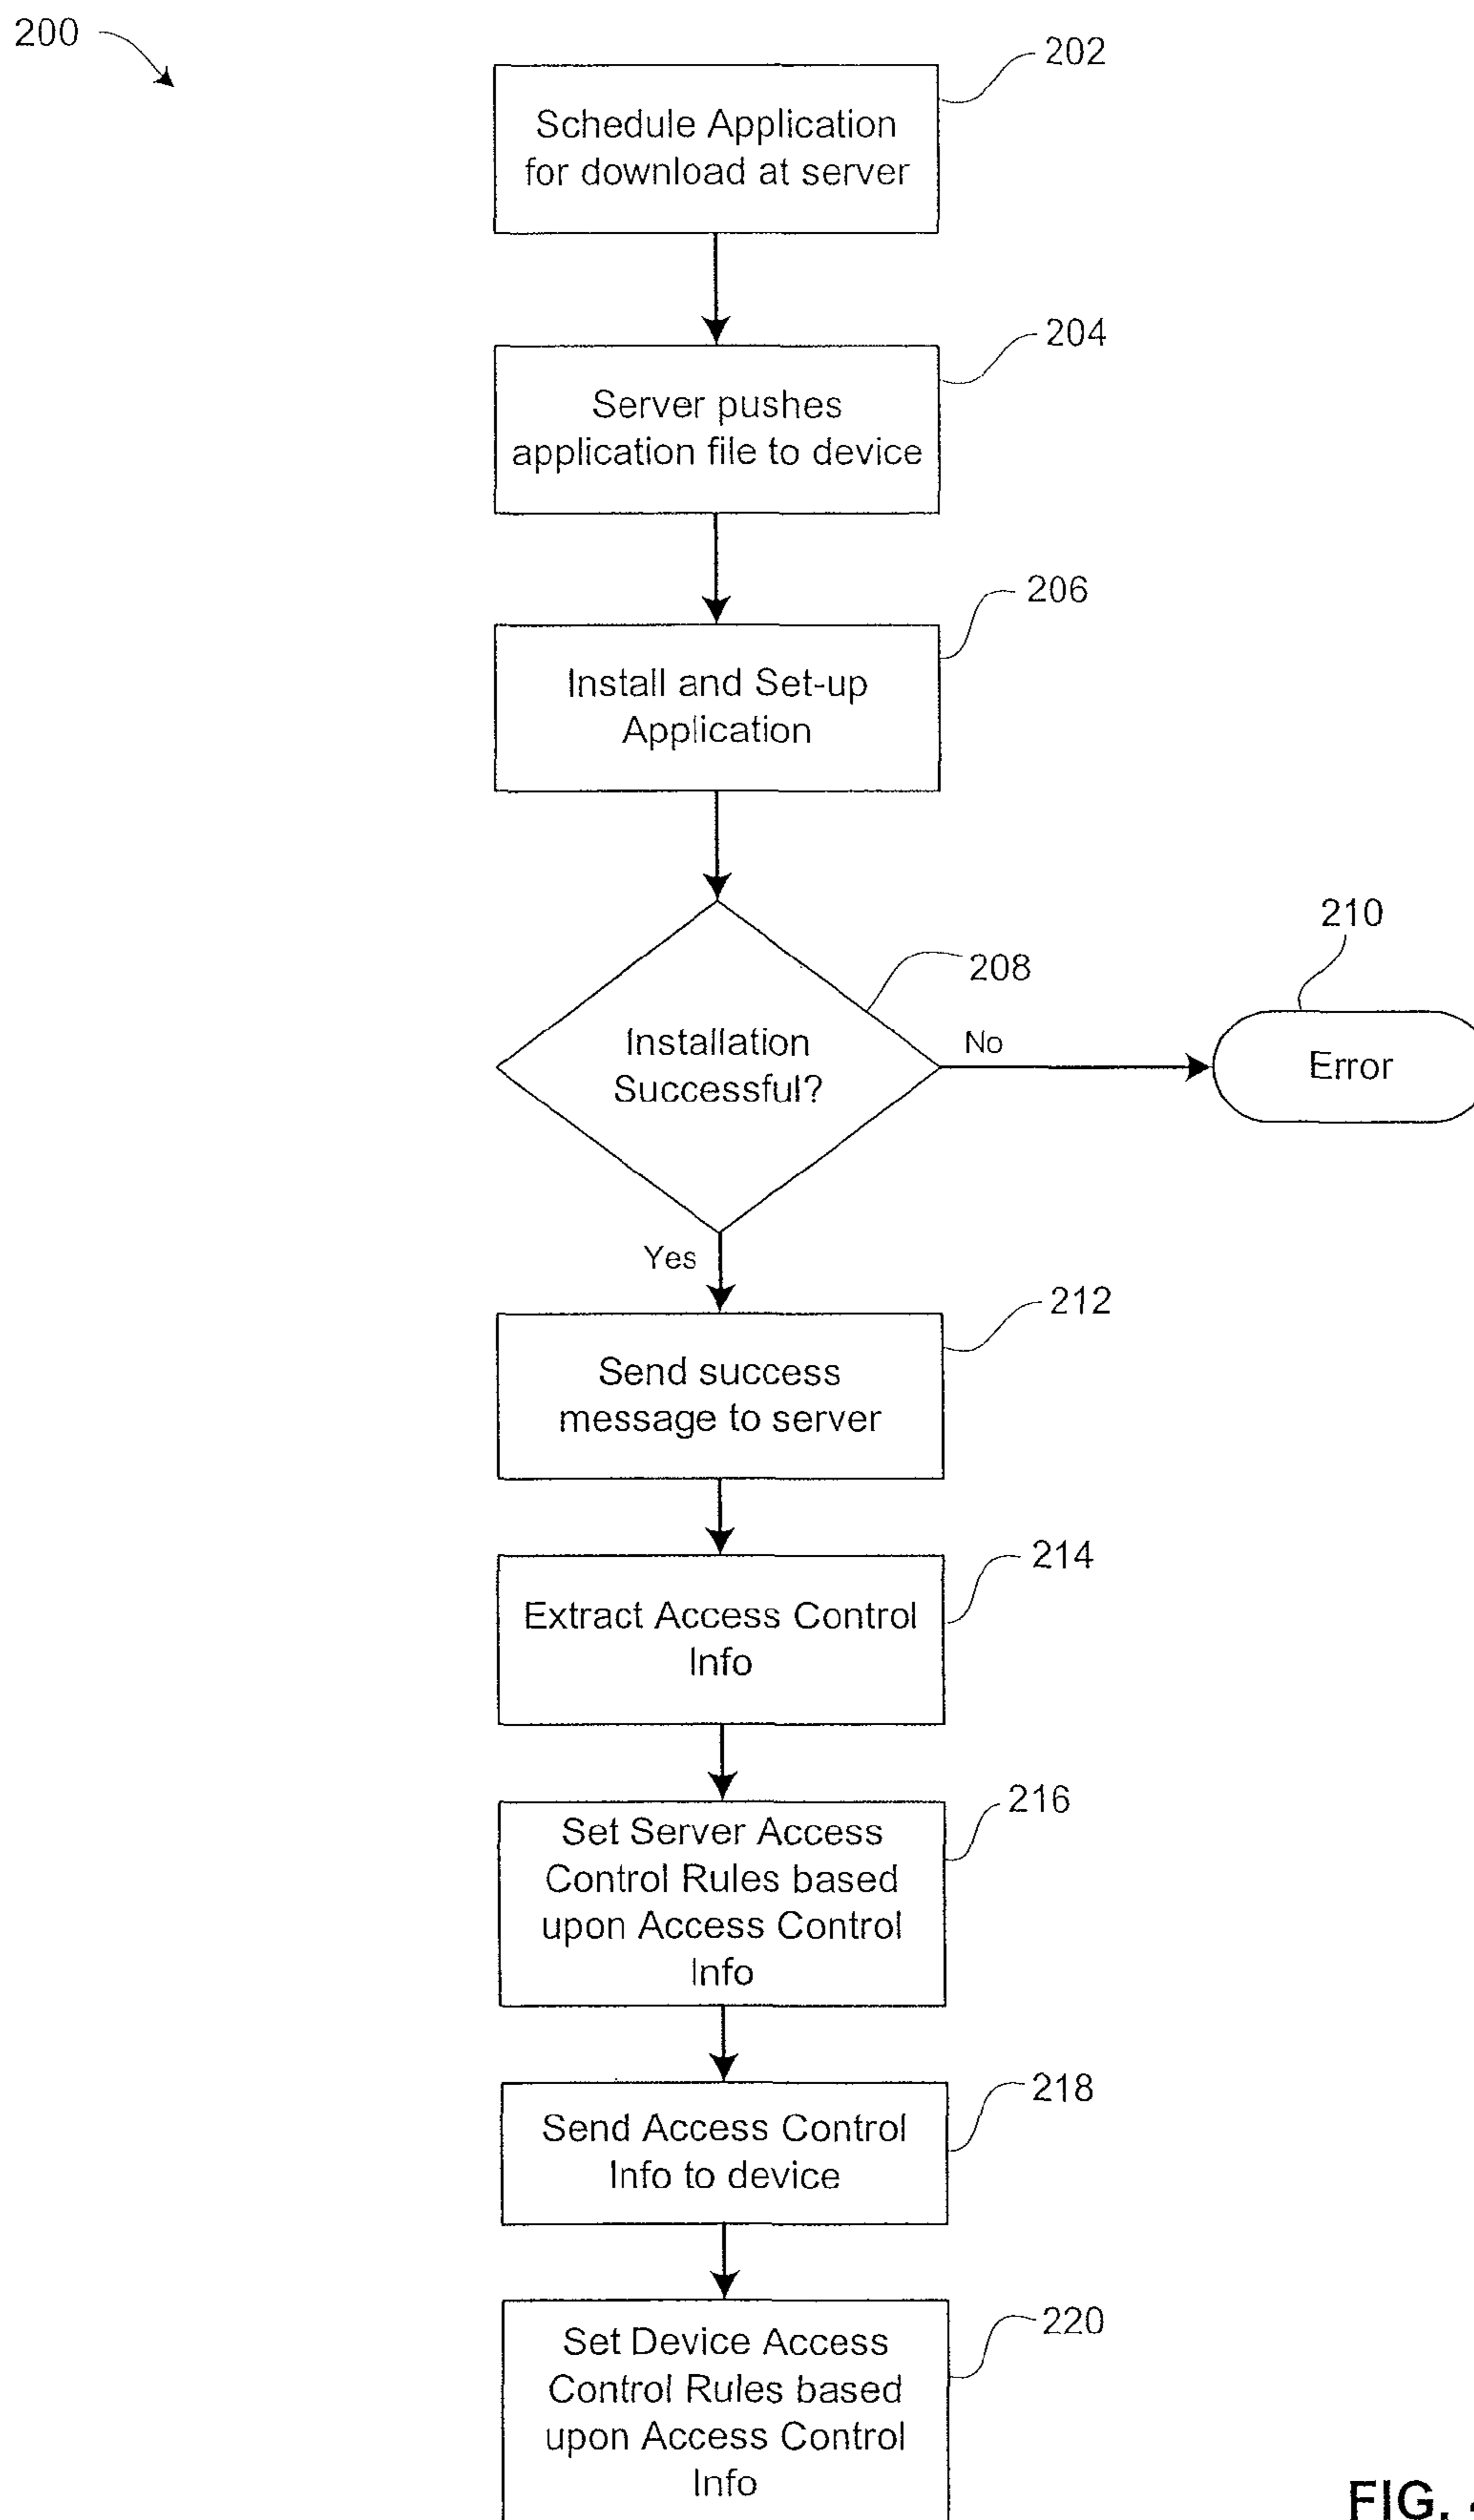 200
202
Schedule Application
for download at server
204
Server pushes
application file to device
206
Install and Set-up
Application
208
Installation
Successful?
No
210
Error
Yes
212
Send success
message to server
214
Extract Access Control
Info
216
Set Server Access
Control Rules based
upon Access Control
Info
218
Send Access Control
Info to device
220
Set Device Access
Control Rules based
upon Access Control
Info
FIG.